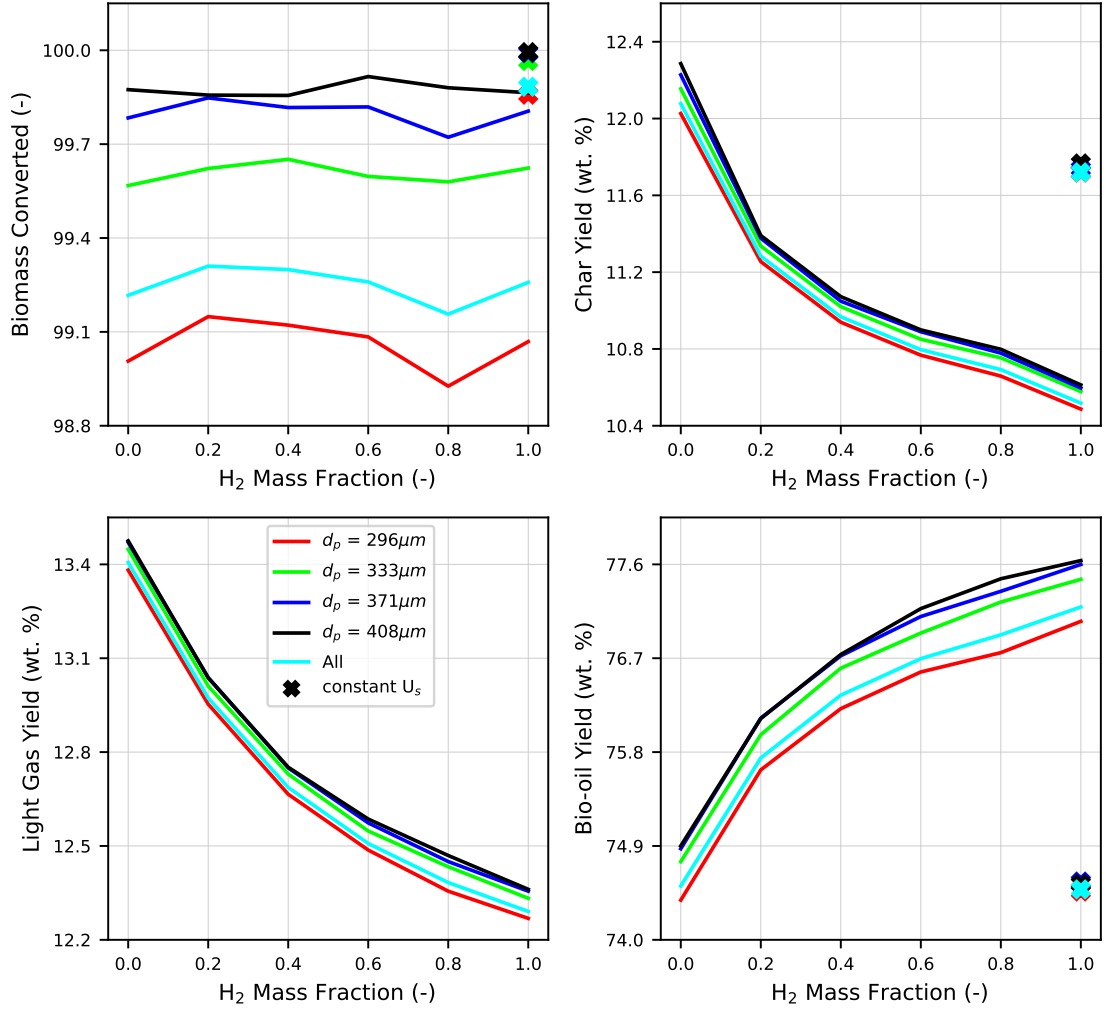 Biomass Converted (-)
100.0
99.7
99.4
99.1
98.8
0.0 0.2 0.4 0.6 0.8 1.0
H₂ Mass Fraction (-)
Char Yield (wt. %)
12.4
12.0
11.6
11.2
10.8
10.4
0.0 0.2 0.4 0.6 0.8 1.0
H₂ Mass Fraction (-)
Light Gas Yield (wt. %)
13.4
13.1
12.8
12.5
12.2
dₚ = 296μm
dₚ = 333μm
dₚ = 371μm
dₚ = 408μm
All
constant Uₛ
0.0 0.2 0.4 0.6 0.8 1.0
H₂ Mass Fraction (-)
Bio-oil Yield (wt. %)
77.6
76.7
75.8
74.9
74.0
0.0 0.2 0.4 0.6 0.8 1.0
H₂ Mass Fraction (-)